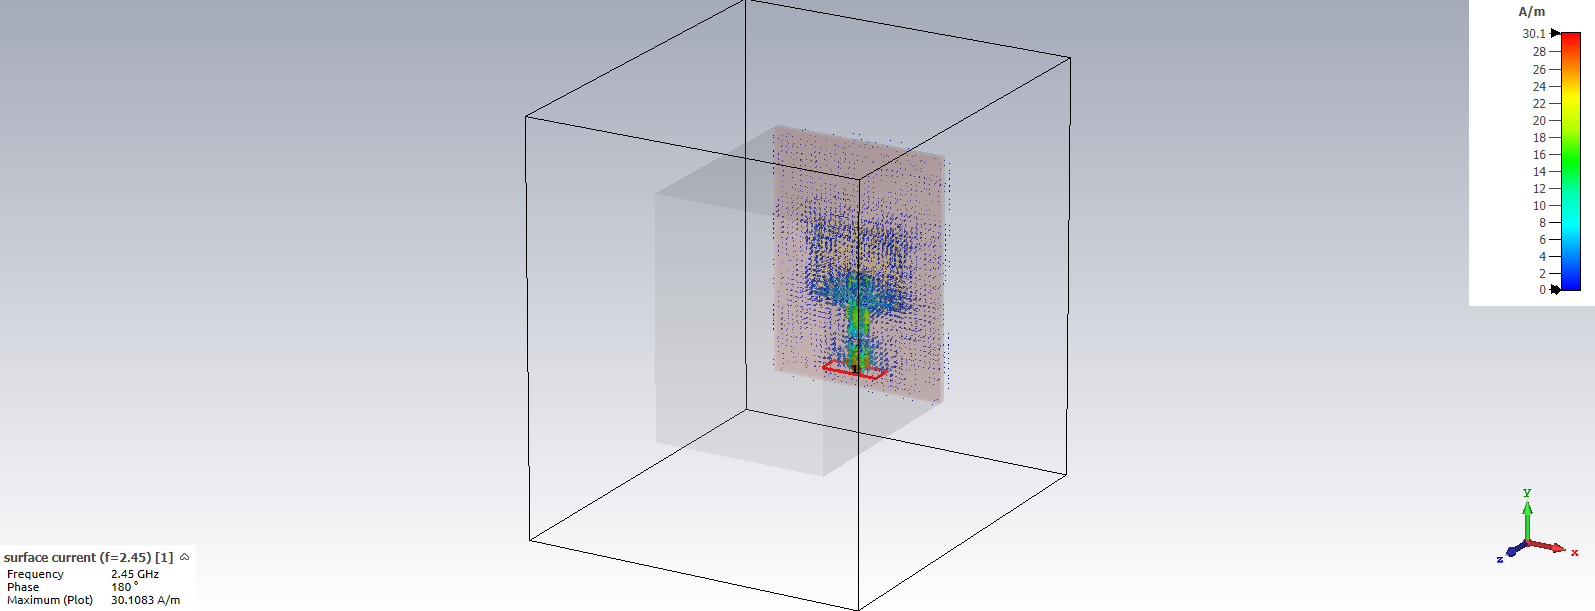 A/m
30.1
28
26
24
22
20
18
16
14
12
10
8
6
4
2
0
1
Y
x
z
surface current (f=2.45) [1]
Frequency 2.45 GHz
Phase 180 °
Maximum (Plot) 30.1083 A/m